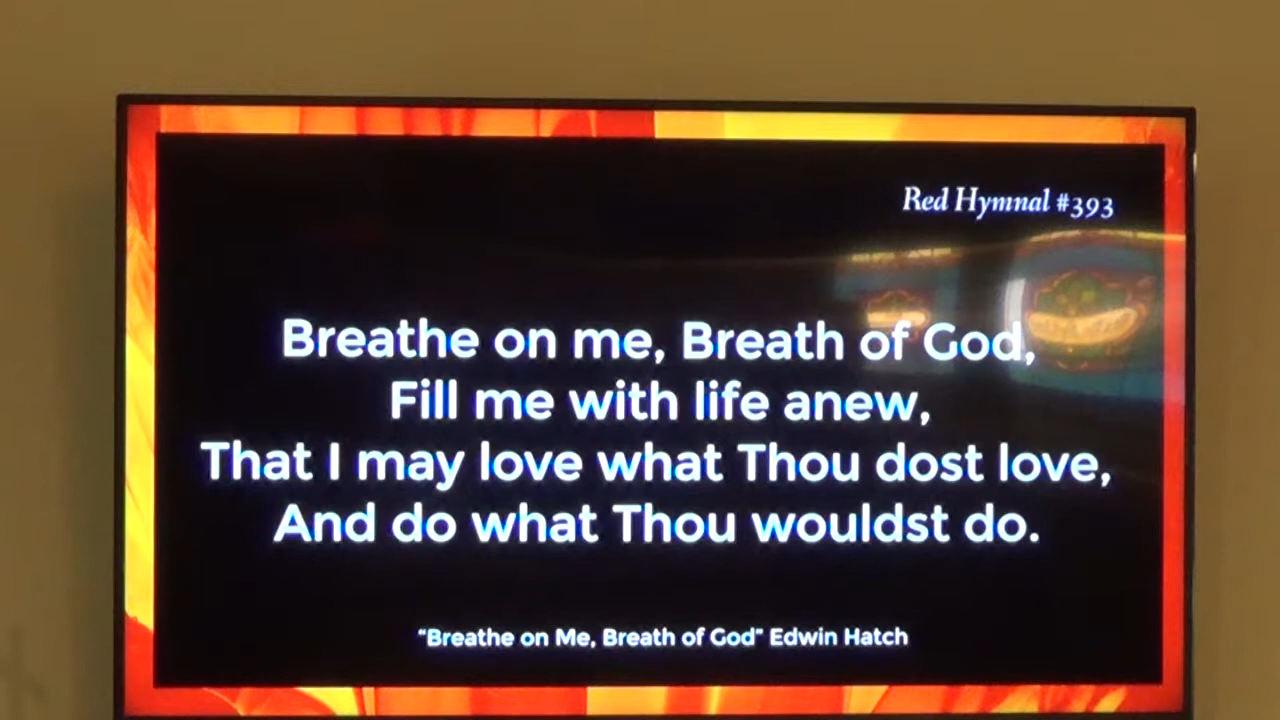 Red Hymnal #393
Breathe on me, Breath of God,
Fill me with life anew,
That I may love what Thou dost love,
And do what Thou wouldst do.
"Breathe on Me, Breath of God" Edwin Hatch